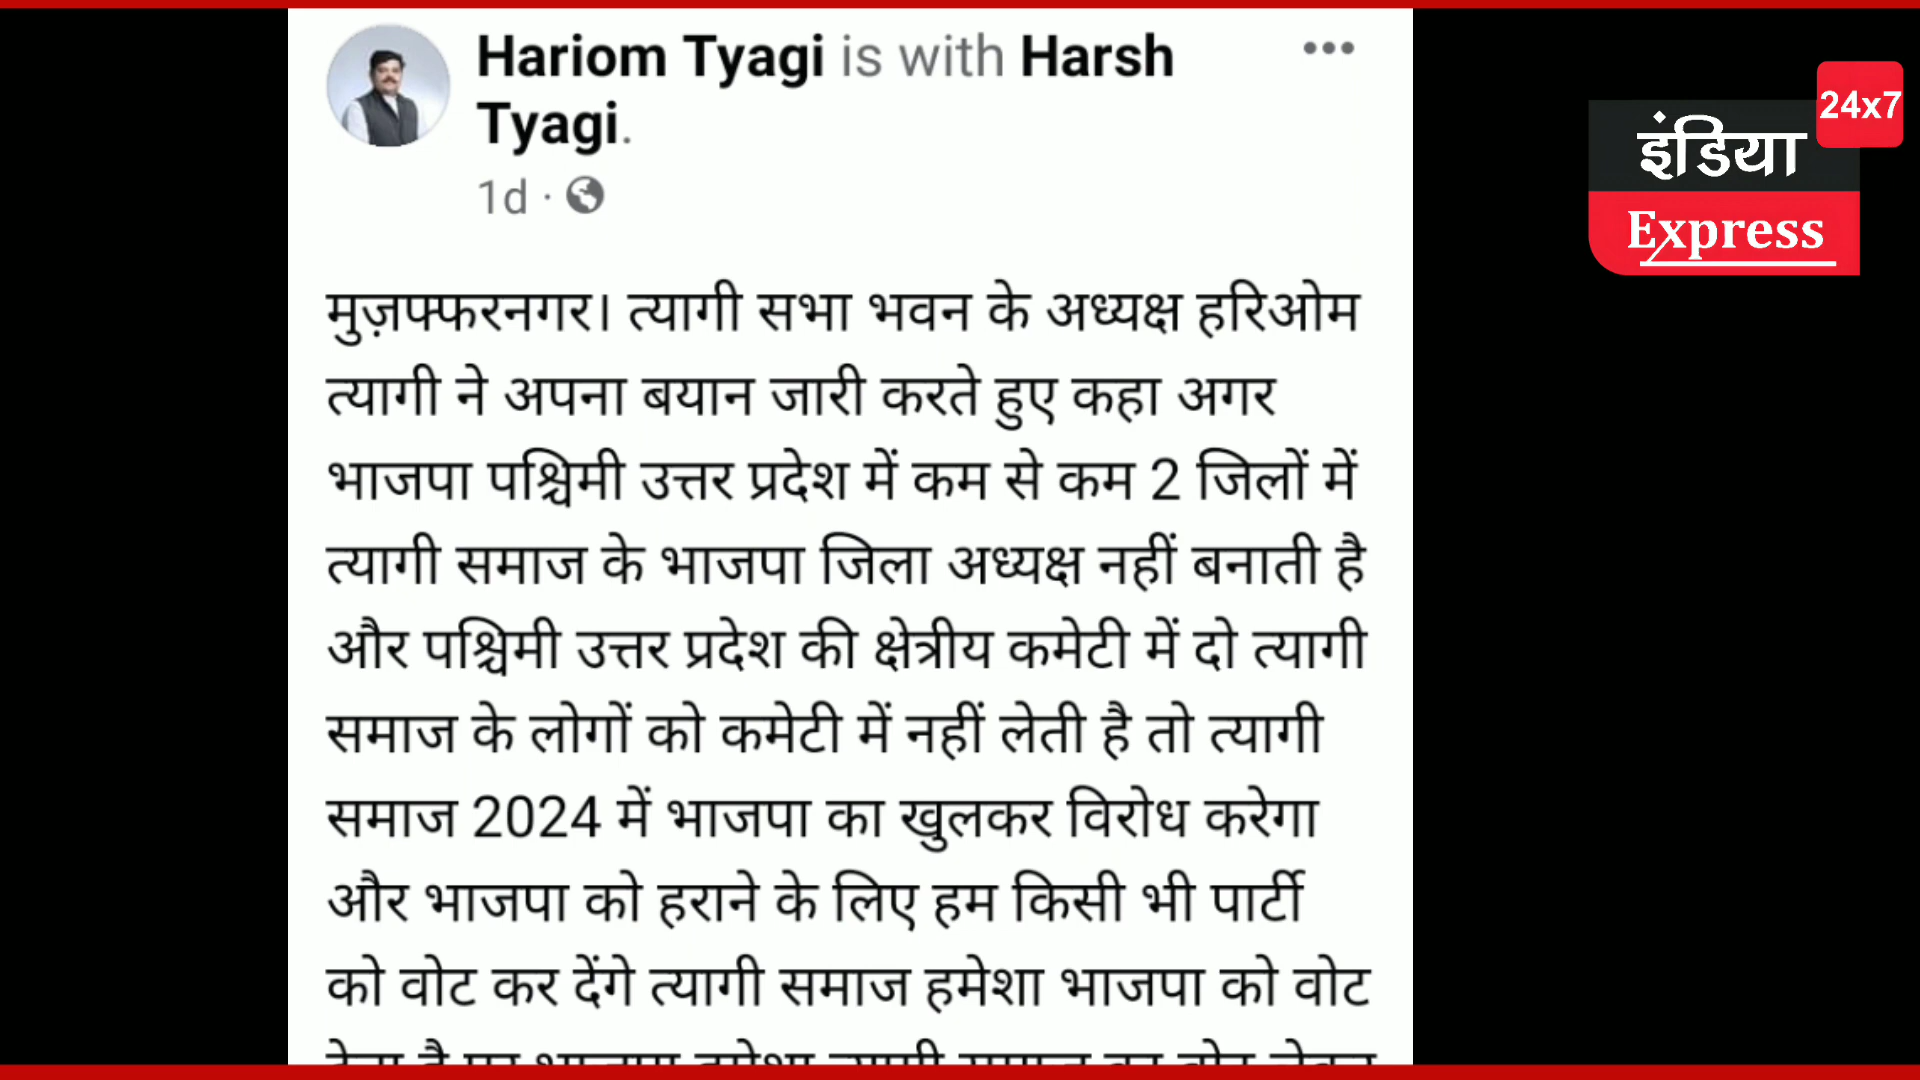 Hariom Tyagi is with Harsh
Tyagi.
1d ·
24x7
इंडिया
Express
मुज़फ्फरनगर। त्यागी सभा भवन के अध्यक्ष हरिओम
त्यागी ने अपना बयान जारी करते हुए कहा अगर
भाजपा पश्चिमी उत्तर प्रदेश में कम से कम 2 जिलों में
त्यागी समाज के भाजपा जिला अध्यक्ष नहीं बनाती है
और पश्चिमी उत्तर प्रदेश की क्षेत्रीय कमेटी में दो त्यागी
समाज के लोगों को कमेटी में नहीं लेती है तो त्यागी
समाज 2024 में भाजपा का खुलकर विरोध करेगा
और भाजपा को हराने के लिए हम किसी भी पार्टी
को वोट कर देंगे त्यागी समाज हमेशा भाजपा को वोट